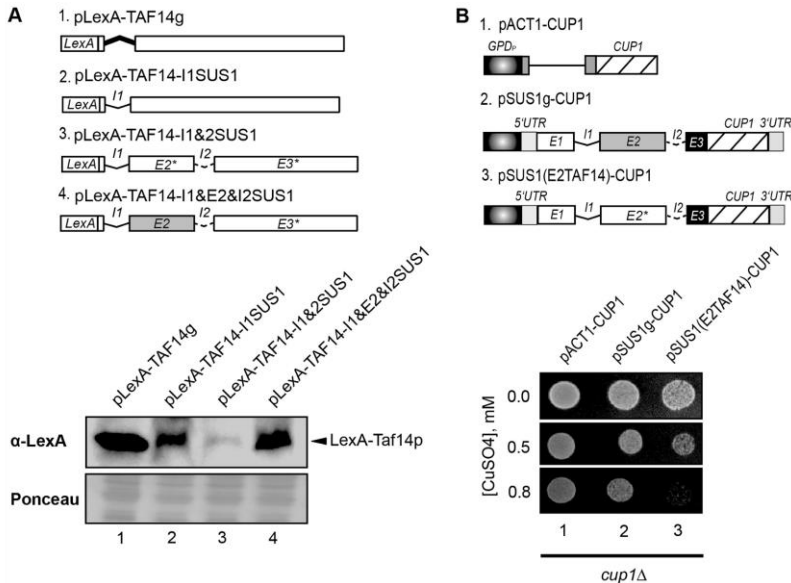 A
1. pLexA-TAF14g
LexA
2. pLexA-TAF14-I1SUS1
LexA I1
3. pLexA-TAF14-I1&2SUS1
LexA I1 E2* I2 E3*
4. pLexA-TAF14-I1&E2&I2SUS1
LexA I1 E2 I2 E3*
pLexA-TAF14g
pLexA-TAF14-I1SUS1
pLexA-TAF14-I1&2SUS1
pLexA-TAF14-I1&E2&I2SUS1
α-LexA
LexA-Taf14p
Ponceau
1 2 3 4
B
1. pACT1-CUP1
GPDp CUP1
2. pSUS1g-CUP1
5'UTR CUP1 3'UTR
E1 I1 E2 I2 E3
3. pSUS1(E2TAF14)-CUP1
5'UTR CUP1 3'UTR
E1 I1 E2* I2 E3
pACT1-CUP1
pSUS1g-CUP1
pSUS1(E2TAF14)-CUP1
[CuSO4], mM
0.0
0.5
0.8
1 2 3
cup1Δ